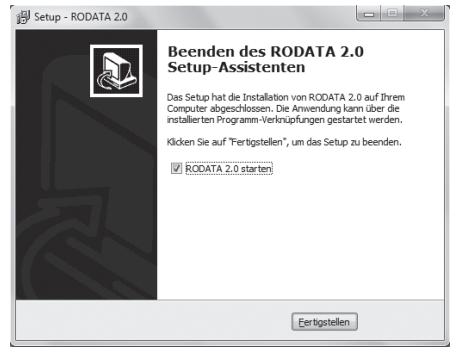 Setup - RODATA 2.0
Beenden des RODATA 2.0
Setup-Assistenten
Das Setup hat die Installation von RODATA 2.0 auf Ihrem
Computer abgeschlossen. Die Anwendung kann über die
installierten Programm-Verknüpfungen gestartet werden.
Klicken Sie auf "Fertigstellen", um das Setup zu beenden.
RODATA 2.0 starten
Fertigstellen